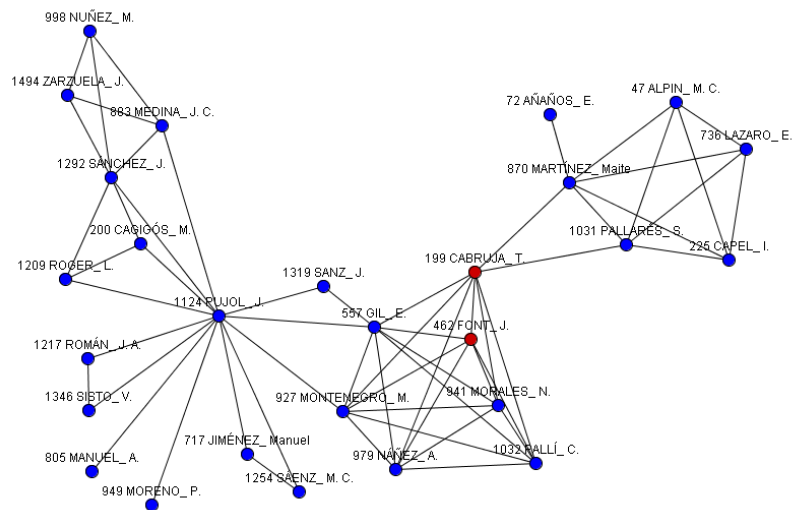 998 NUÑEZ_ M.
1494 ZARZUELA_ J.
883 MEDINA_ J. C.
1292 SÁNCHEZ_ J.
200 CAGIGÓS_ M.
1209 ROGER_ L.
1124 PUJOL_ J.
1319 SANZ_ J.
1217 ROMÁN_ J. A.
1346 SISTO_ V.
805 MANUEL_ A.
949 MORENO_ P.
717 JIMÉNEZ_ Manuel
1254 SAENZ_ M. C.
47 ALPIN_ M. C.
72 AÑAÑOS_ E.
736 LAZARO_ E.
870 MARTÍNEZ_ Maite
1031 PALLARÉS_ S.
225 CAPEL_ I.
199 CABRUJA_ T.
557 GIL_ E.
462 FONT_ J.
941 MORALES_ N.
927 MONTENEGRO_ M.
979 NÁÑEZ_ A.
1032 PALLÍ_ C.